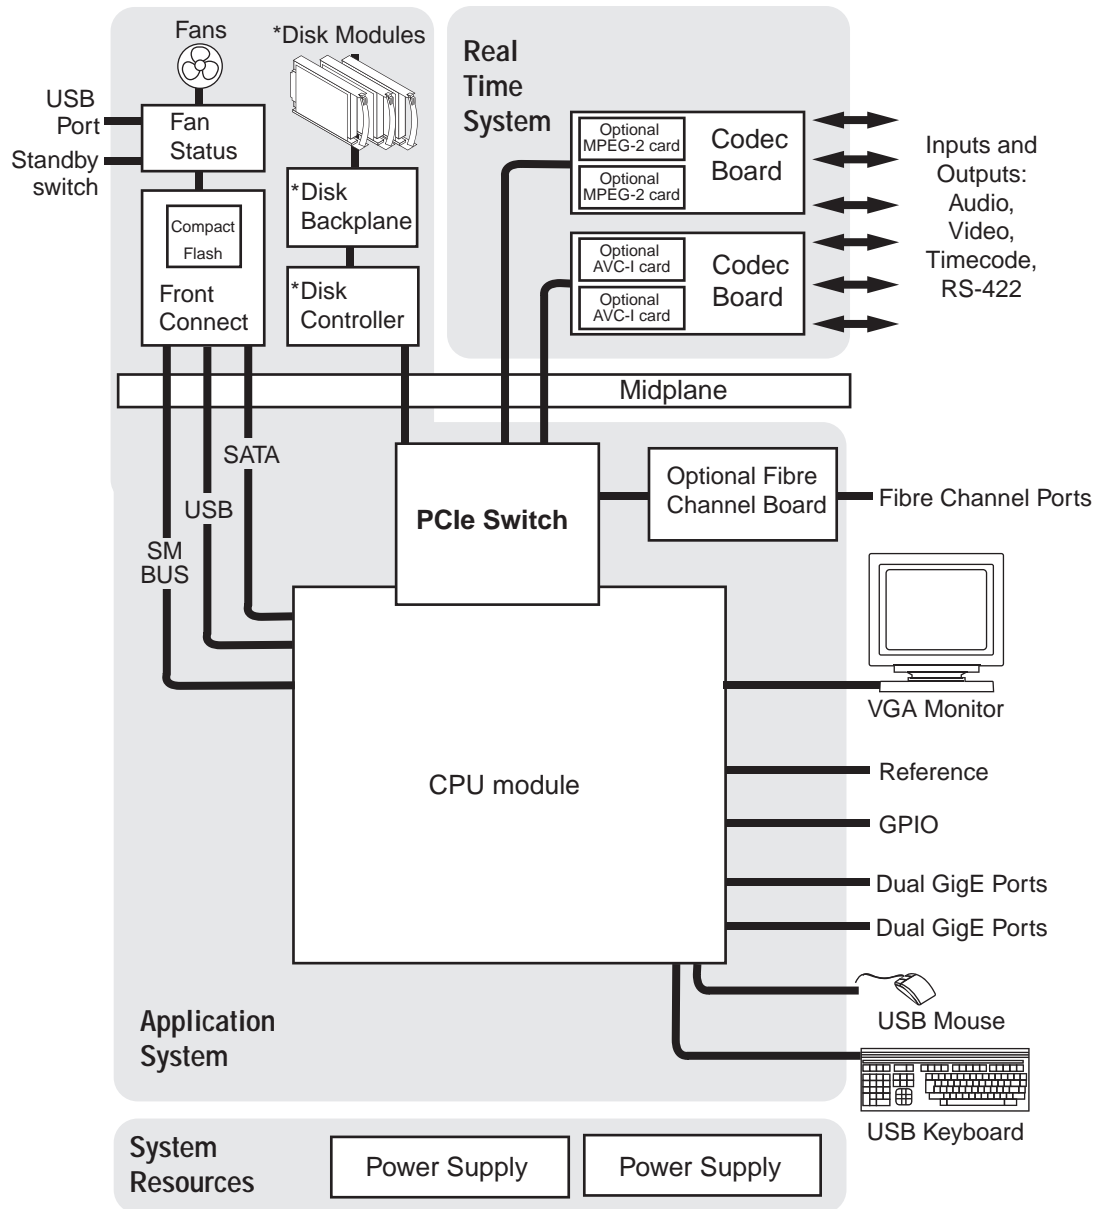 Fans
*Disk Modules
Real
Time
System
USB
Port
Fan
Status
Standby
switch
*Disk
Backplane
Compact
Flash
Front
Connect
*Disk
Controller
Optional
MPEG-2 card
Optional
MPEG-2 card
Codec
Board
Optional
AVC-I card
Optional
AVC-I card
Codec
Board
Inputs and
Outputs:
Audio,
Video,
Timecode,
RS-422
Midplane
SATA
USB
SM
BUS
PCIe Switch
Optional Fibre
Channel Board
Fibre Channel Ports
VGA Monitor
CPU module
Reference
GPIO
Dual GigE Ports
Dual GigE Ports
USB Mouse
Application
System
USB Keyboard
System
Resources
Power Supply
Power Supply